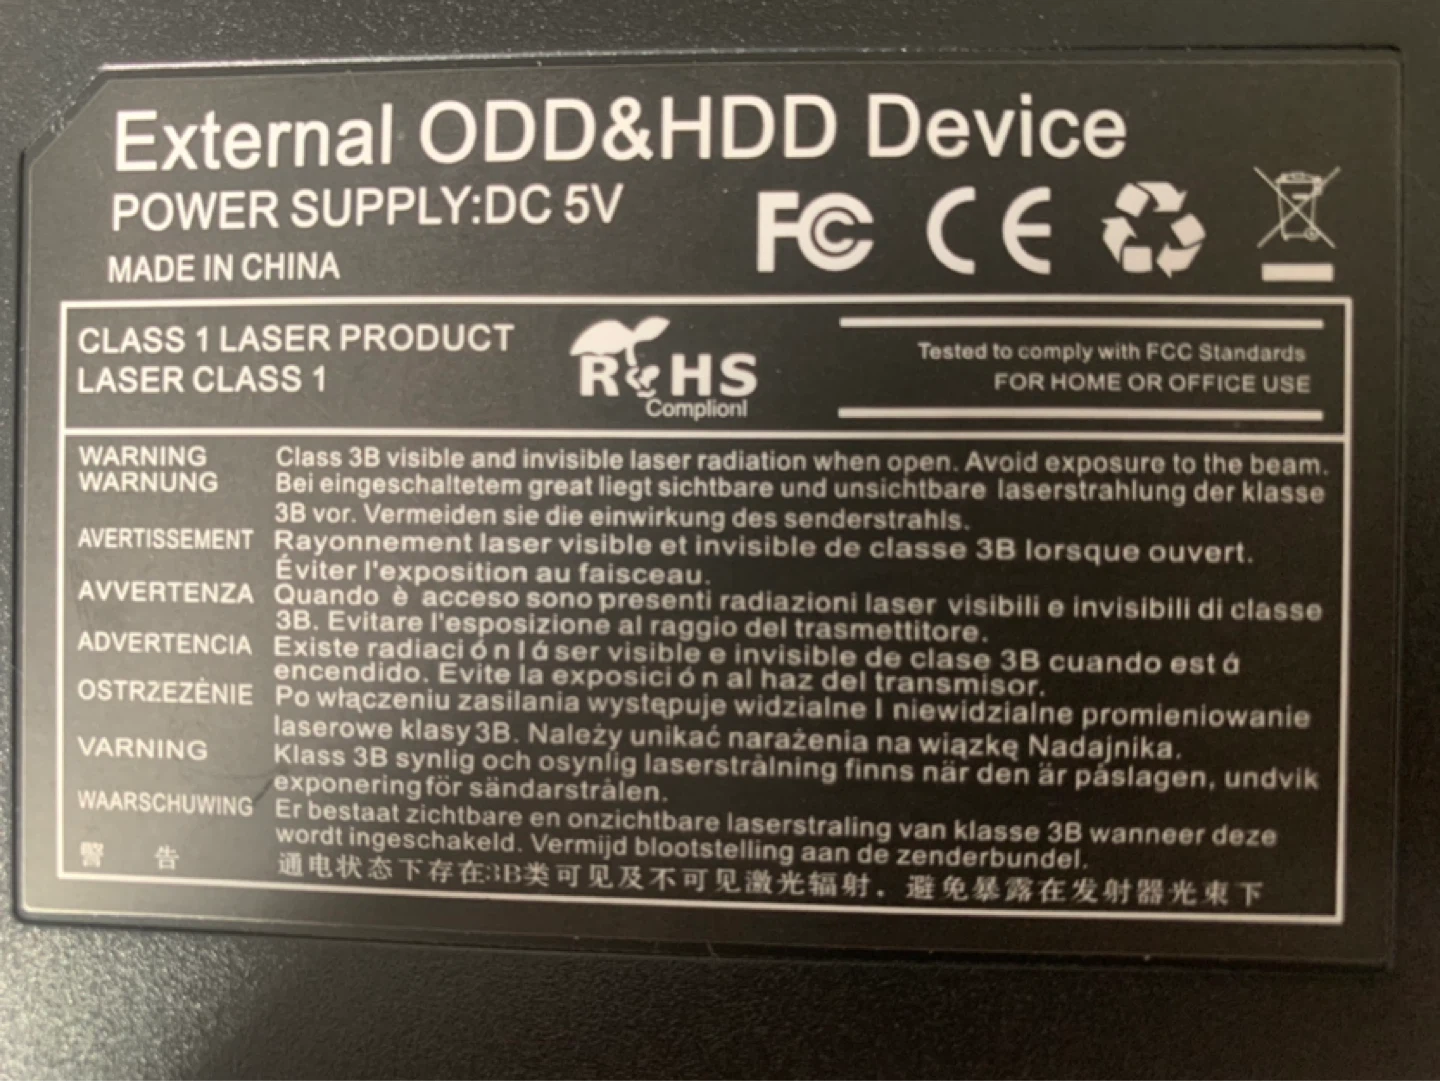 External ODD&HDD Device
POWER SUPPLY:DC 5V
MADE IN CHINA
FC CE
CLASS 1 LASER PRODUCT
LASER CLASS 1
RoHS
Complionl
Tested to comply with FCC Standards
FOR HOME OR OFFICE USE
WARNING Class 3B visible and invisible laser radiation when open. Avoid exposure to the beam.
WARNUNG Bei eingeschaltetem great liegt sichtbare und unsichtbare laserstrahlung der klasse
3B vor. Vermeiden sie die einwirkung des senderstrahls.
AVERTISSEMENT Rayonnement laser visible et invisible de classe 3B lorsque ouvert.
Éviter l'exposition au faisceau.
AVVERTENZA Quando è acceso sono presenti radiazioni laser visibili e invisibili di classe
3B. Evitare l'esposizione al raggio del trasmettitore.
ADVERTENCIA Existe radiaci ó n l á ser visible e invisible de clase 3B cuando est á
encendido. Evite la exposici ó n al haz del transmisor.
OSTRZEZĖNIE Po włączeniu zasilania występuje widzialne I niewidzialne promieniowanie
laserowe klasy 3B. Należy unikać narażenia na wiązkę Nadajnika.
VARNING Klass 3B synlig och osynlig laserstrålning finns när den är påslagen, undvik
exponering för sändarstrålen.
WAARSCHUWING Er bestaat zichtbare en onzichtbare laserstraling van klasse 3B wanneer deze
wordt ingeschakeld. Vermijd blootstelling aan de zenderbundel.
警 告 通电状态下存在3B类可见及不可见激光辐射．避免暴露在发射器光束下